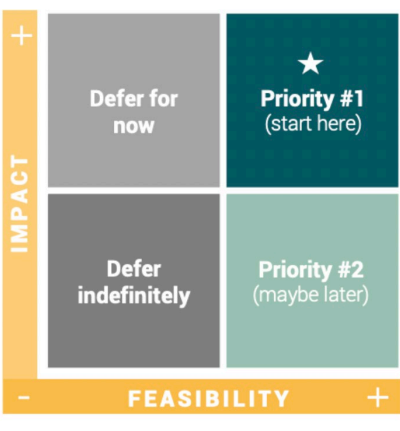 +
Defer for
now
Priority #1
(start here)
IMPACT
Defer
indefinitely
Priority #2
(maybe later)
- FEASIBILITY +